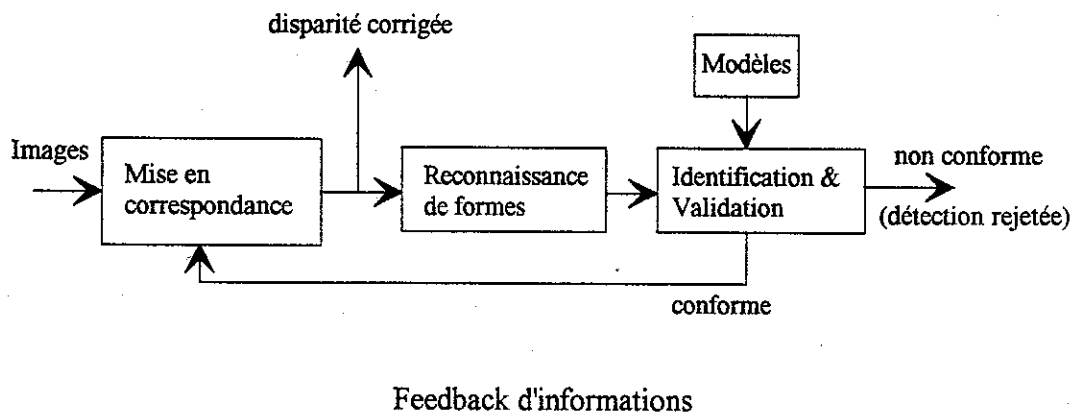 disparité corrigée
Modèles
Images
Mise en
correspondance
Reconnaissance
de formes
Identification &
Validation
non conforme
(détection rejetée)
conforme
Feedback d'informations